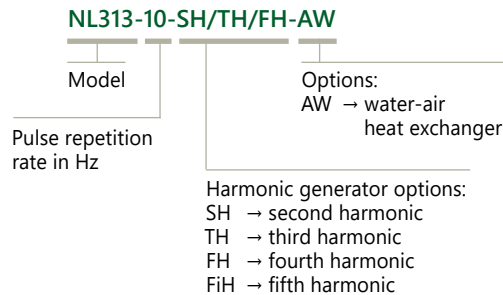 NL313-10-SH/TH/FH-AW
Model
Options:
AW → water-air
heat exchanger
Pulse repetition
rate in Hz
Harmonic generator options:
SH → second harmonic
TH → third harmonic
FH → fourth harmonic
FiH → fifth harmonic